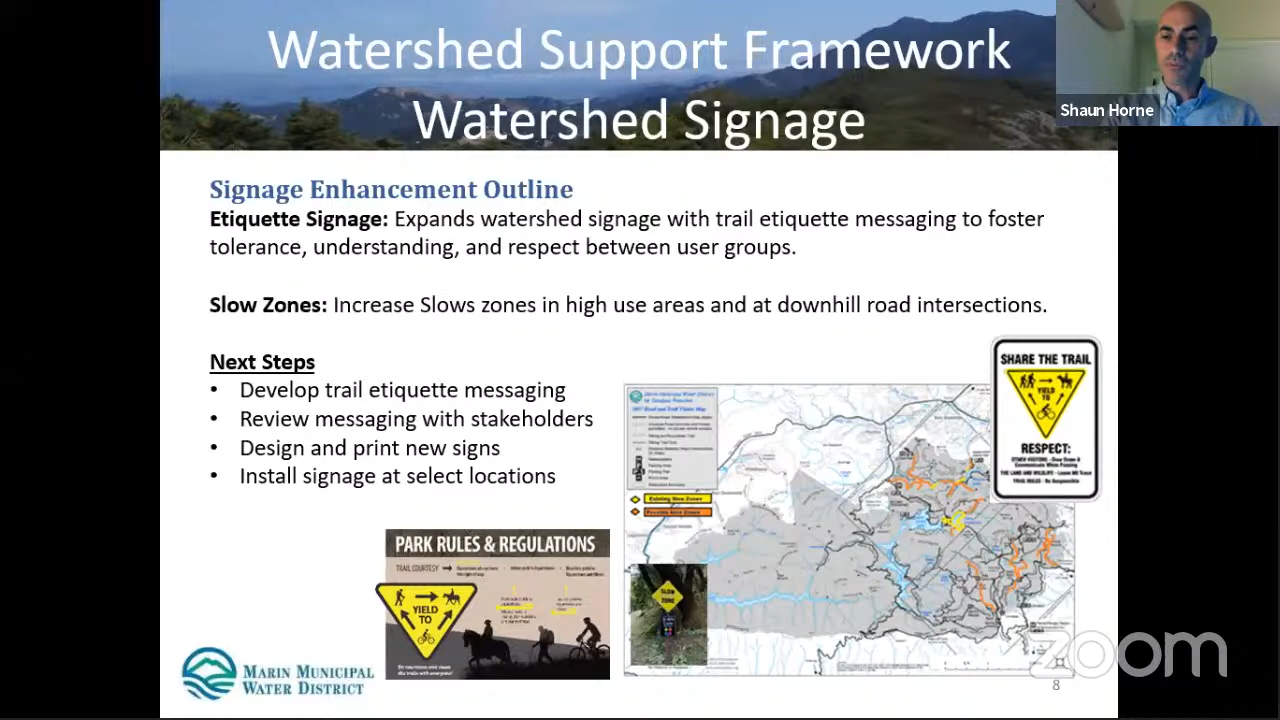 Watershed Support Framework
Watershed Signage
Shaun Horne
Signage Enhancement Outline
Etiquette Signage: Expands watershed signage with trail etiquette messaging to foster
tolerance, understanding, and respect between user groups.
Slow Zones: Increase Slows zones in high use areas and at downhill road intersections.
Next Steps
• Develop trail etiquette messaging
• Review messaging with stakeholders
• Design and print new signs
• Install signage at select locations
SHARE THE TRAIL
YIELD
TO
RESPECT:
Existing Slow Zones
Possible Slow Zones
SLOW
ZONE
PARK RULES & REGULATIONS
TRAIL COURTESY
YIELD
TO
MARIN MUNICIPAL
WATER DISTRICT
zoom
8